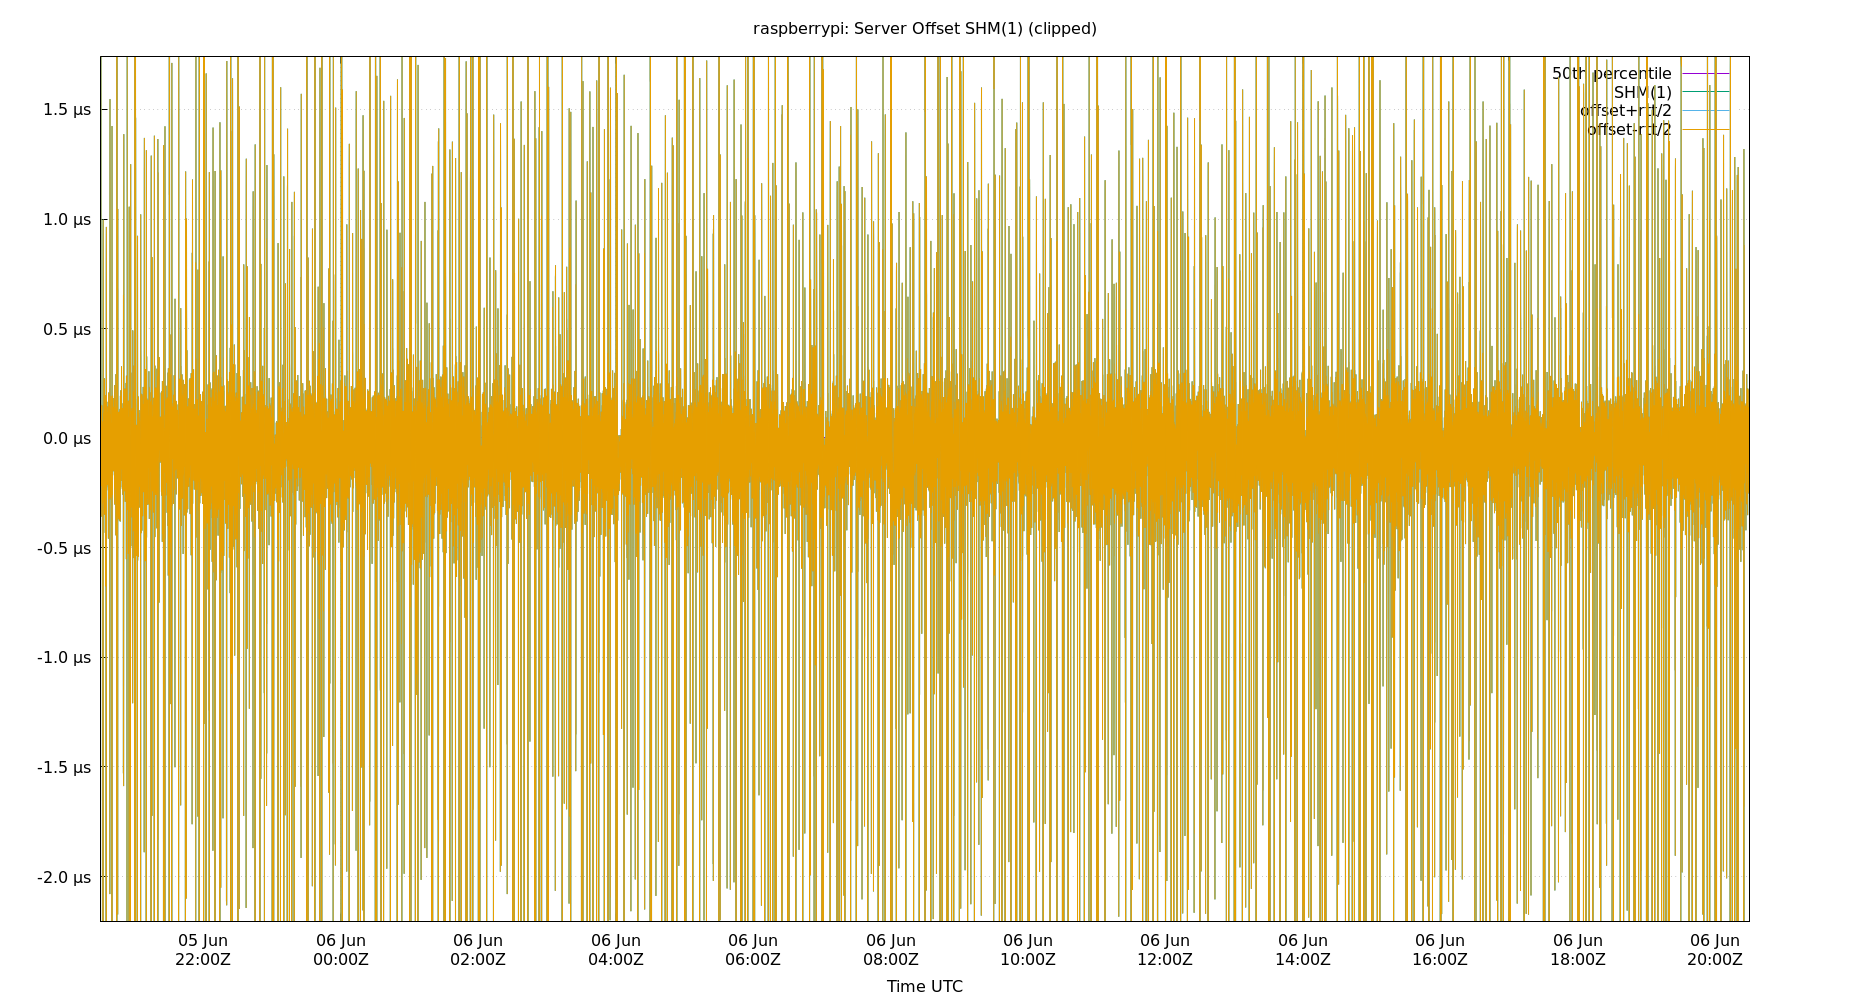 raspberrypi: Server Offset SHM(1) (clipped)
50th percentile
SHM(1)
offset+rtt/2
offset-rtt/2
1.5 µs
1.0 µs
0.5 µs
0.0 µs
-0.5 µs
-1.0 µs
-1.5 µs
-2.0 µs
05 Jun 06 Jun 06 Jun 06 Jun 06 Jun 06 Jun 06 Jun 06 Jun 06 Jun 06 Jun 06 Jun 06 Jun
22:00Z 00:00Z 02:00Z 04:00Z 06:00Z 08:00Z 10:00Z 12:00Z 14:00Z 16:00Z 18:00Z 20:00Z
Time UTC